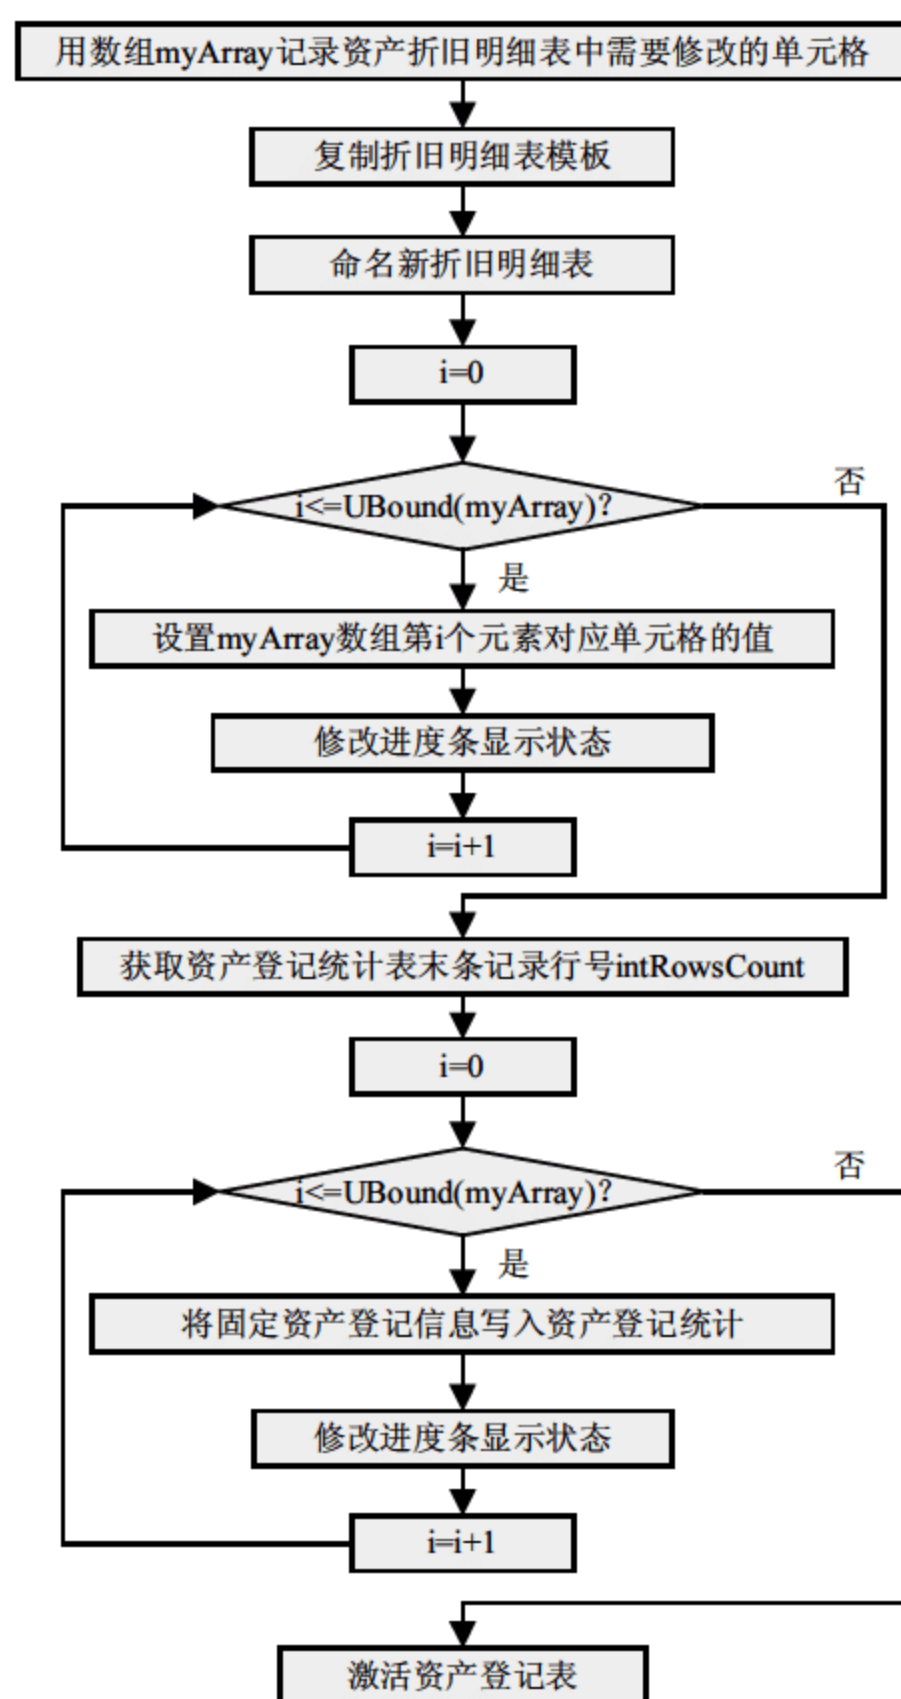 用数组myArray记录资产折旧明细表中需要修改的单元格
复制折旧明细表模板
命名新折旧明细表
i=0
i<=UBound(myArray)?
否
是
设置myArray数组第i个元素对应单元格的值
修改进度条显示状态
i=i+1
获取资产登记统计表末条记录行号intRowsCount
i=0
i<=UBound(myArray)?
否
是
将固定资产登记信息写入资产登记统计
修改进度条显示状态
i=i+1
激活资产登记表